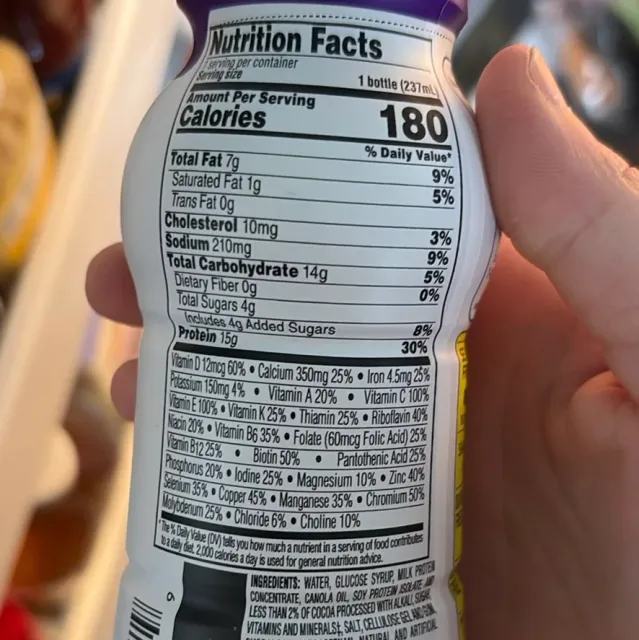 Nutrition Facts
1 serving per container
Serving size 1 bottle (237mL)
Amount Per Serving
Calories 180
% Daily Value*
Total Fat 7g 9%
Saturated Fat 1g 5%
Trans Fat 0g
Cholesterol 10mg 3%
Sodium 210mg 9%
Total Carbohydrate 14g 5%
Dietary Fiber 0g 0%
Total Sugars 4g
Includes 4g Added Sugars 8%
Protein 15g 30%
Vitamin D 12mcg 60% • Calcium 350mg 25% • Iron 4.5mg 25%
Potassium 150mg 4% • Vitamin A 20% • Vitamin C 100%
Vitamin E 100% • Vitamin K 25% • Thiamin 25% • Riboflavin 40%
Niacin 20% • Vitamin B6 35% • Folate (60mcg Folic Acid) 25%
Vitamin B12 25% • Biotin 50% • Pantothenic Acid 25%
Phosphorus 20% • Iodine 25% • Magnesium 10% • Zinc 40%
Selenium 35% • Copper 45% • Manganese 35% • Chromium 50%
Molybdenum 25% • Chloride 6% • Choline 10%
*The % Daily Value (DV) tells you how much a nutrient in a serving of food contributes
to a daily diet. 2,000 calories a day is used for general nutrition advice.
INGREDIENTS: WATER, GLUCOSE SYRUP, MILK PROTEIN
CONCENTRATE, CANOLA OIL, SOY PROTEIN ISOLATE AND
LESS THAN 2% OF COCOA PROCESSED WITH ALKALI, SUGAR,
VITAMINS AND MINERALS‡, SALT, CELLULOSE GEL AND GUM,
NATURAL AND ARTIFICIAL
6